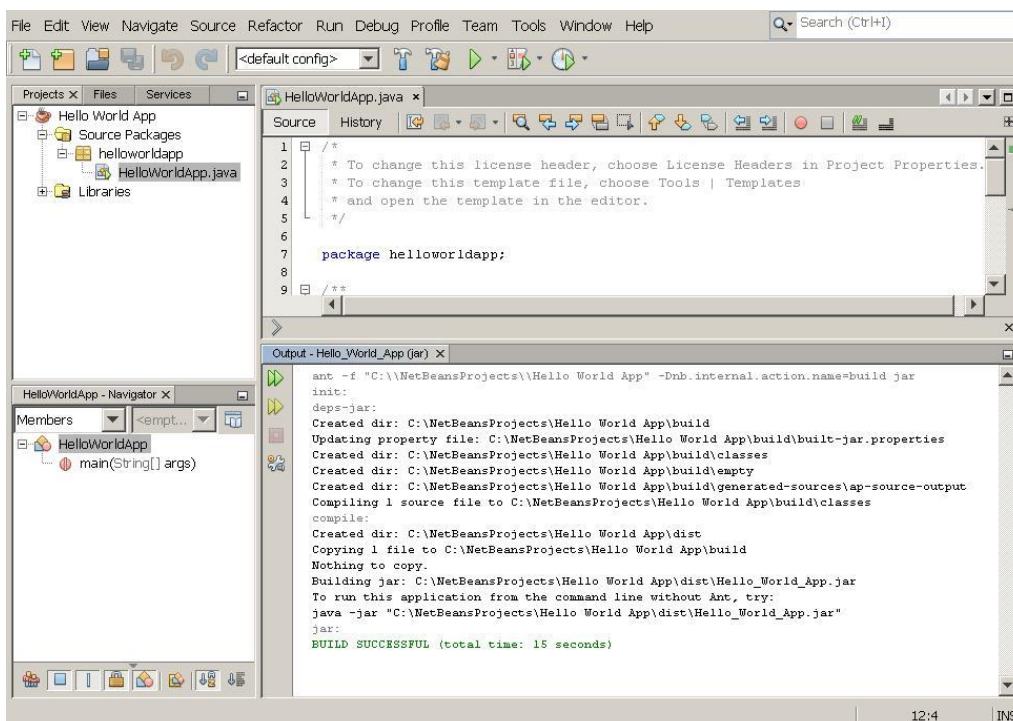 File Edit View Navigate Source Refactor Run Debug Profile Team Tools Window Help
Search (Ctrl+I)
<default config>
Projects Files Services
Hello World App
Source Packages
helloworldapp
HelloWorldApp.java
Libraries
HelloWorldApp.java
Source History
1 /*
2 * To change this license header, choose License Headers in Project Properties.
3 * To change this template file, choose Tools | Templates
4 * and open the template in the editor.
5 */
6
7 package helloworldapp;
8
9 /**
HelloWorldApp - Navigator
Members <empt...
HelloWorldApp
main(String[] args)
Output - Hello_World_App (jar)
ant -f "C:\\NetBeansProjects\\Hello World App" -Dnb.internal.action.name=build jar
init:
deps-jar:
Created dir: C:\NetBeansProjects\Hello World App\build
Updating property file: C:\NetBeansProjects\Hello World App\build\built-jar.properties
Created dir: C:\NetBeansProjects\Hello World App\build\classes
Created dir: C:\NetBeansProjects\Hello World App\build\empty
Created dir: C:\NetBeansProjects\Hello World App\build\generated-sources\ap-source-output
Compiling 1 source file to C:\NetBeansProjects\Hello World App\build\classes
compile:
Created dir: C:\NetBeansProjects\Hello World App\dist
Copying 1 file to C:\NetBeansProjects\Hello World App\build
Nothing to copy.
Building jar: C:\NetBeansProjects\Hello World App\dist\Hello_World_App.jar
To run this application from the command line without Ant, try:
java -jar "C:\NetBeansProjects\Hello World App\dist\Hello_World_App.jar"
jar:
BUILD SUCCESSFUL (total time: 15 seconds)
12:4 INS